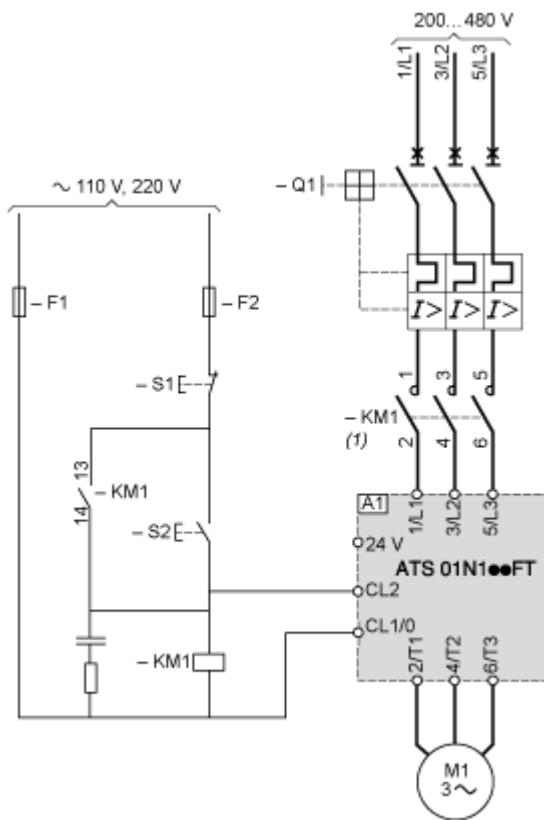 200... 480 V
1/L1
3/L2
5/L3
~ 110 V, 220 V
– Q1
– F1
– F2
I>
I>
I>
– S1
1
3
5
– KM1
(1)
2
4
6
13
14
– KM1
– S2
A1
1/L1
3/L2
5/L3
24 V
ATS 01N1●●FT
CL2
CL1/0
– KM1
2/T1
4/T2
6/T3
M1
3~